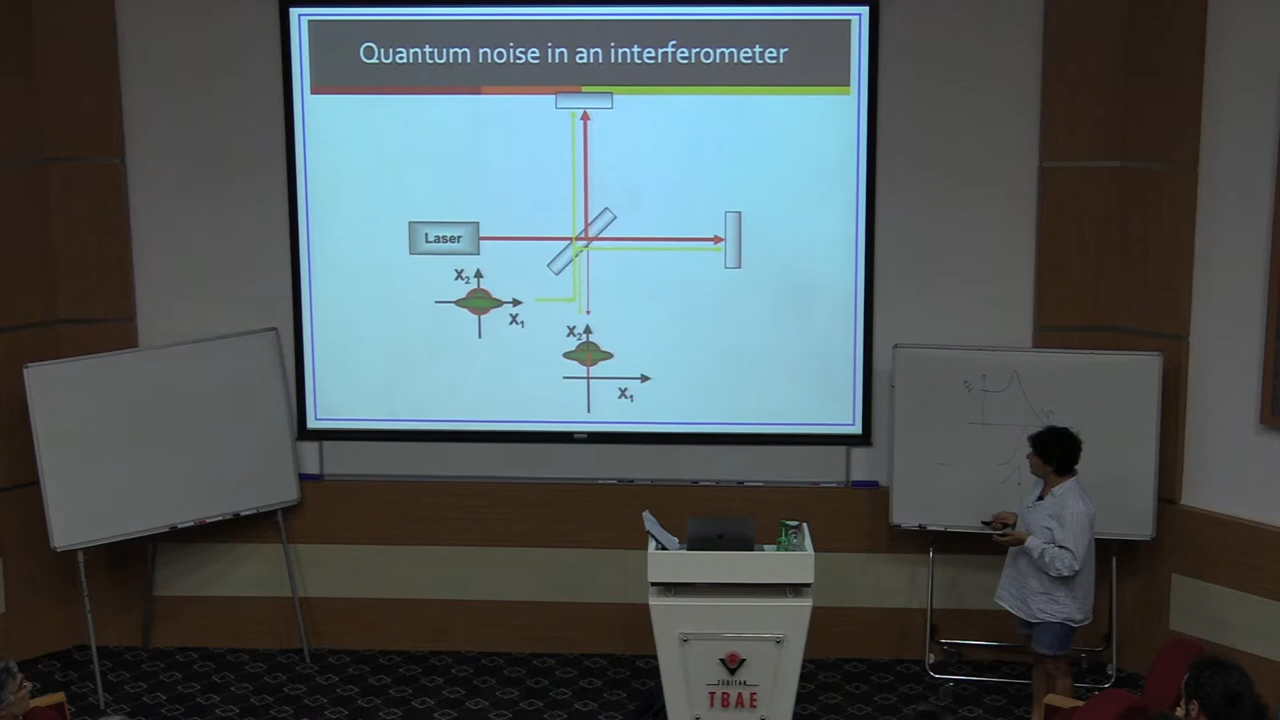 Quantum noise in an interferometer
Laser
X₂
X₁
X₂
X₁
TÜBİTAK
TBAE